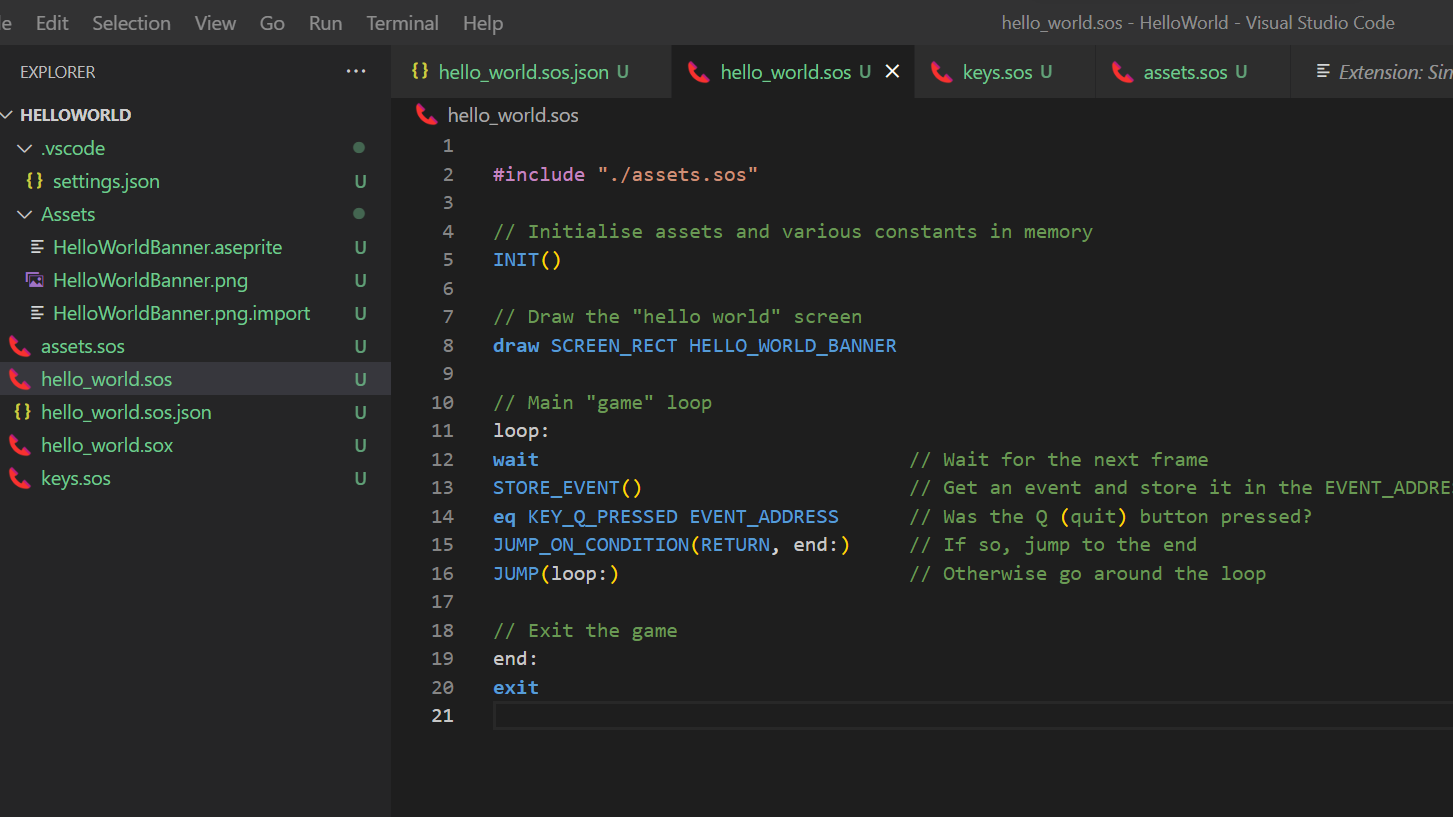 e Edit Selection View Go Run Terminal Help hello_world.sos - HelloWorld - Visual Studio Code
EXPLORER ···
HELLOWORLD
.vscode
{} settings.json U
Assets
HelloWorldBanner.aseprite U
HelloWorldBanner.png U
HelloWorldBanner.png.import U
assets.sos U
hello_world.sos U
{} hello_world.sos.json U
hello_world.sox U
keys.sos U
{} hello_world.sos.json U hello_world.sos U keys.sos U assets.sos U Extension: Sin
hello_world.sos
1
2 #include "./assets.sos"
3
4 // Initialise assets and various constants in memory
5 INIT()
6
7 // Draw the "hello world" screen
8 draw SCREEN_RECT HELLO_WORLD_BANNER
9
10 // Main "game" loop
11 loop:
12 wait // Wait for the next frame
13 STORE_EVENT() // Get an event and store it in the EVENT_ADDRE
14 eq KEY_Q_PRESSED EVENT_ADDRESS // Was the Q (quit) button pressed?
15 JUMP_ON_CONDITION(RETURN, end:) // If so, jump to the end
16 JUMP(loop:) // Otherwise go around the loop
17
18 // Exit the game
19 end:
20 exit
21